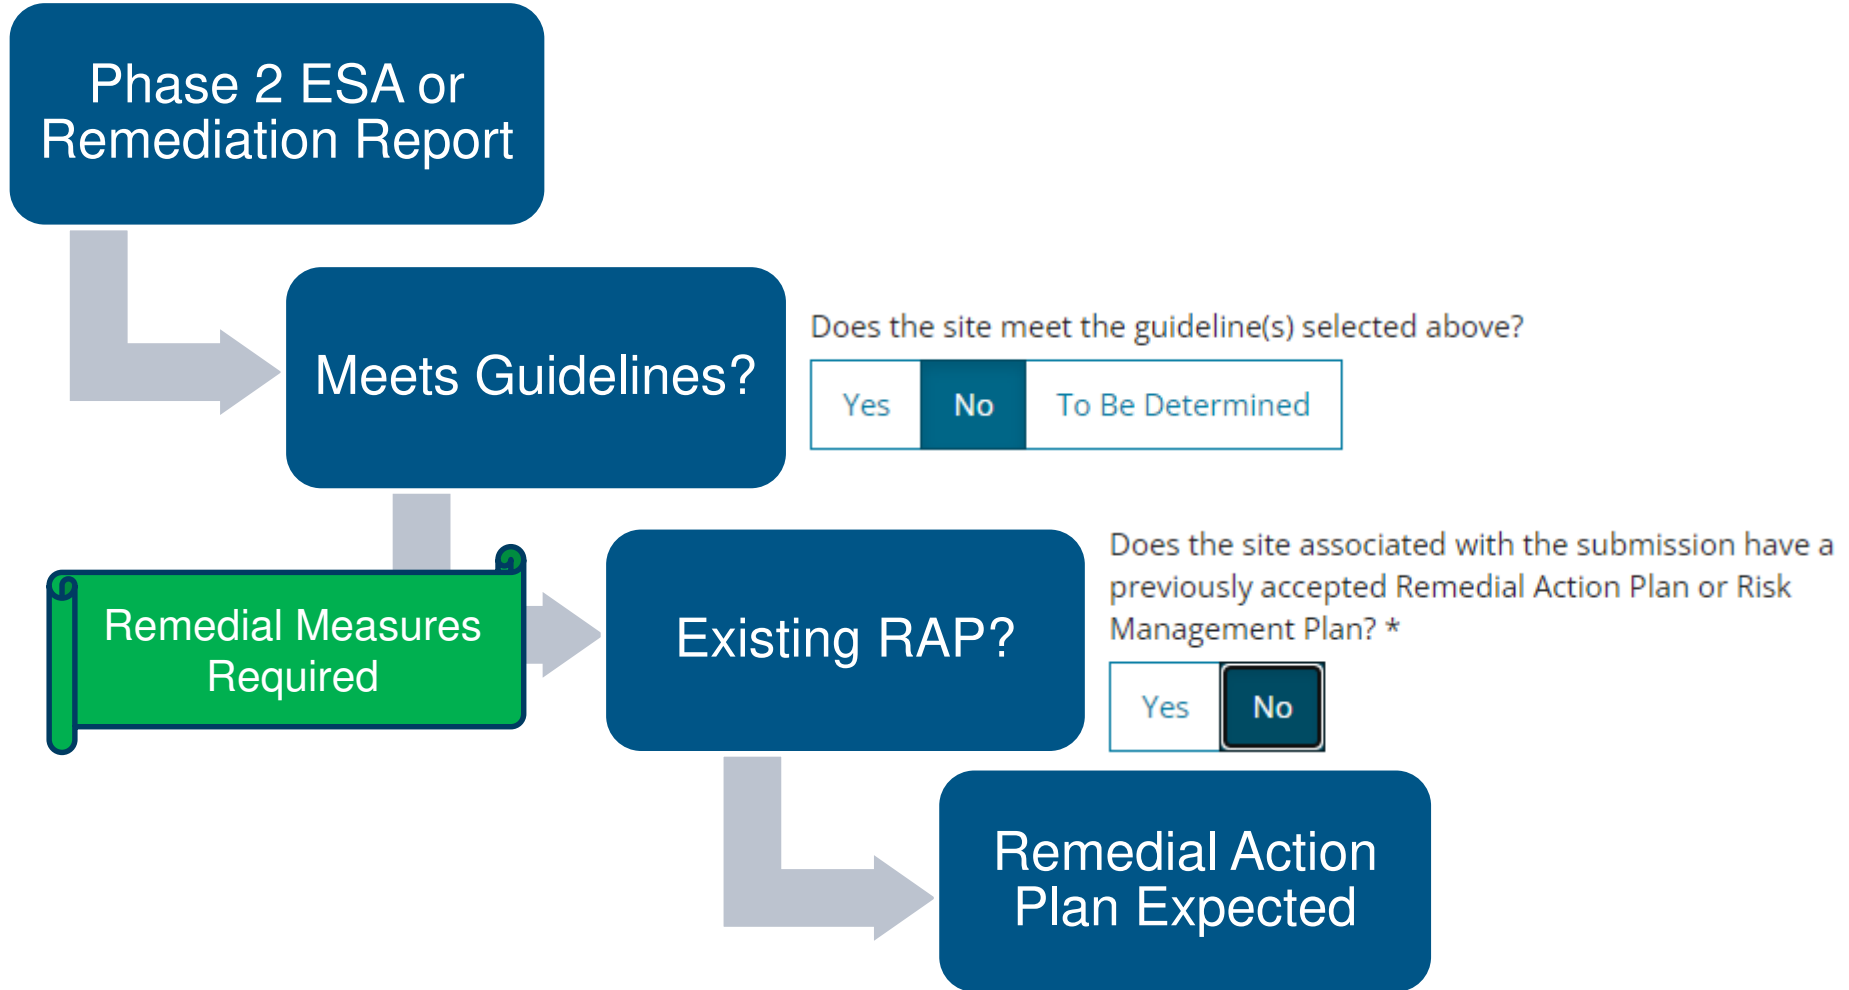 Phase 2 ESA or
Remediation Report
Meets Guidelines?
Does the site meet the guideline(s) selected above?
Yes No To Be Determined
Remedial Measures
Required
Existing RAP?
Does the site associated with the submission have a
previously accepted Remedial Action Plan or Risk
Management Plan? *
Yes No
Remedial Action
Plan Expected